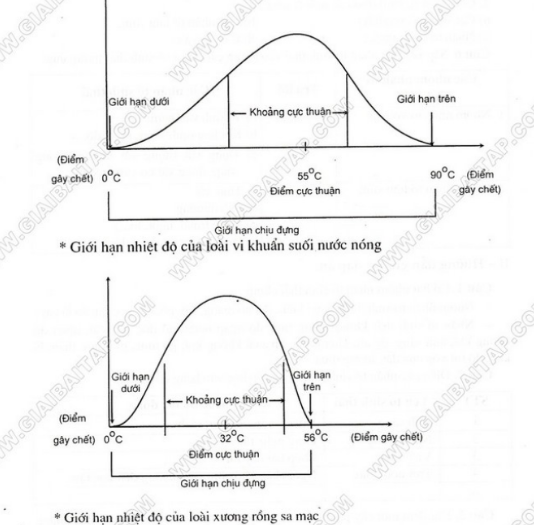 Giới hạn dưới
Giới hạn trên
Khoảng cực thuận
(Điểm
gây chết) 0°C 55°C 90°C (Điểm
gây chết)
Điểm cực thuận
Giới hạn chịu đựng
* Giới hạn nhiệt độ của loài vi khuẩn suối nước nóng
Giới hạn
dưới
Giới hạn
trên
Khoảng cực thuận
(Điểm
gây chết) 0°C 32°C 56°C (Điểm gây chết)
Điểm cực thuận
Giới hạn chịu đựng
* Giới hạn nhiệt độ của loài xương rồng sa mạc
WWW.GIAIBAITAP.COM